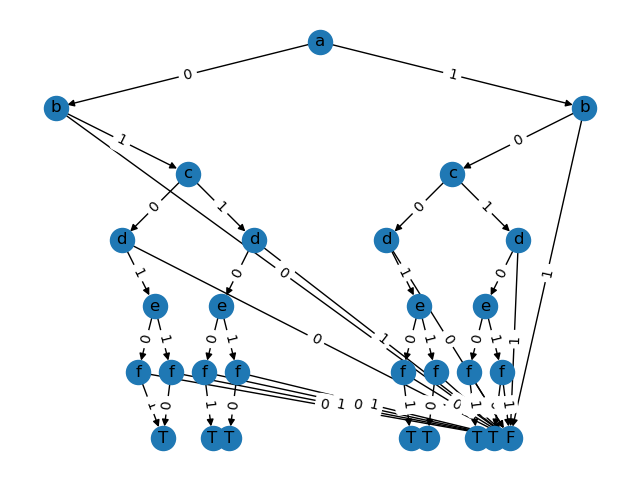 a
0 1
b b
1 0
c c
0 1 0 1
d d d d
1 0 0 1 0 1
e e e e
0 1 0 1 0 1 0 1 0 0 1 1
f f f f f f f f
1 0 1 0 0 1 0 1 1 0 0 1 1
T T T T T T T F